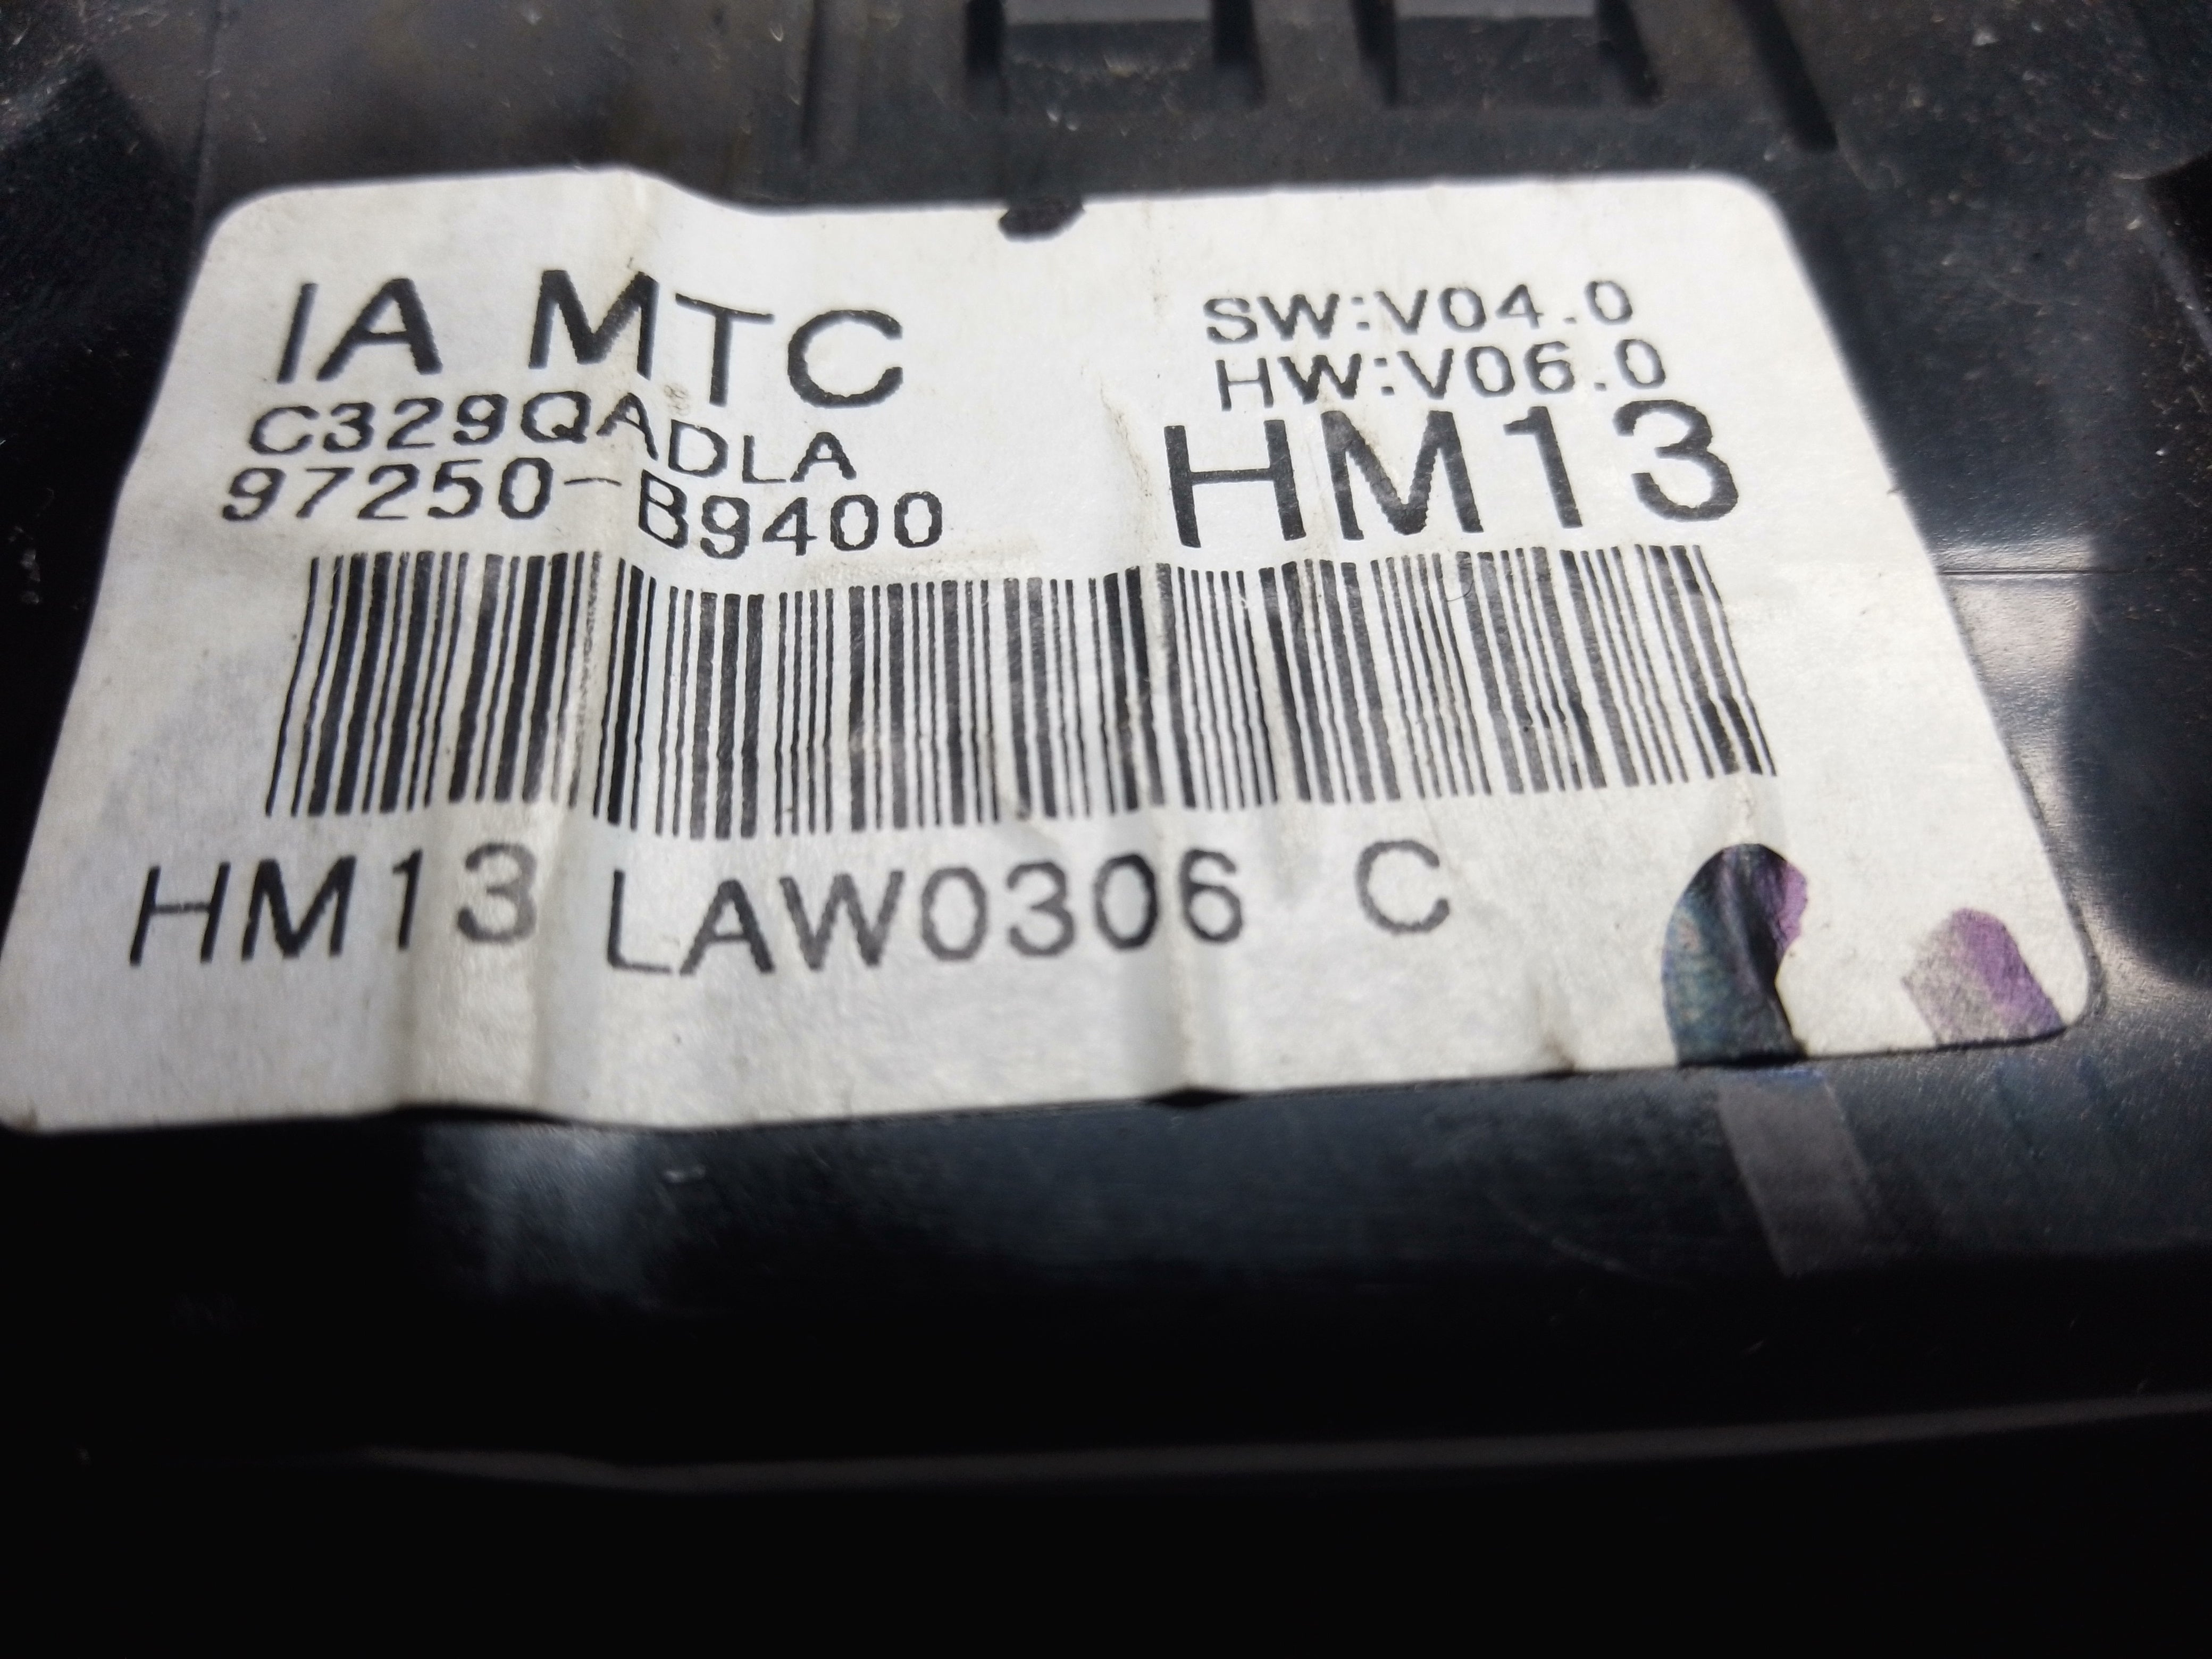 IA MTC
C329QADLA
97250-B9400
SW:V04.0
HW:V06.0
HM13
HM13 LAW0306 C